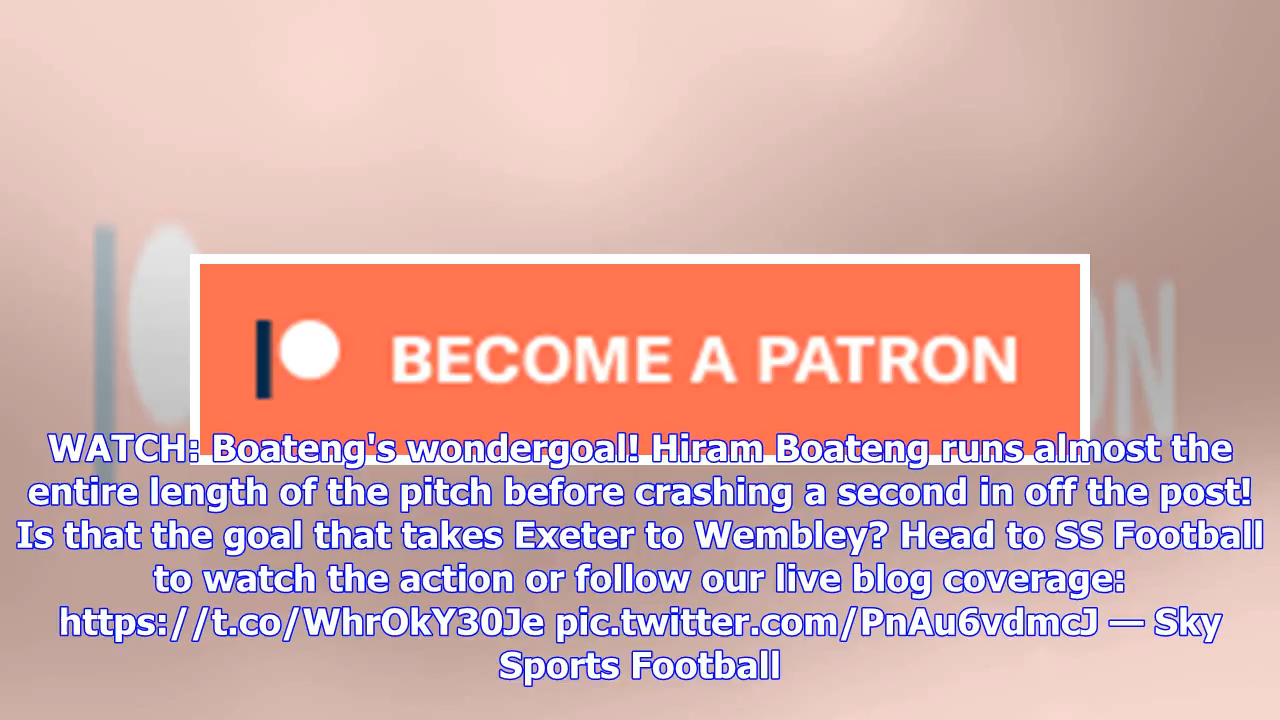 BECOME A PATRON
ON
WATCH: Boateng's wondergoal! Hiram Boateng runs almost the
entire length of the pitch before crashing a second in off the post!
Is that the goal that takes Exeter to Wembley? Head to SS Football
to watch the action or follow our live blog coverage:
https://t.co/WhrOkY30Je pic.twitter.com/PnAu6vdmcJ — Sky
Sports Football